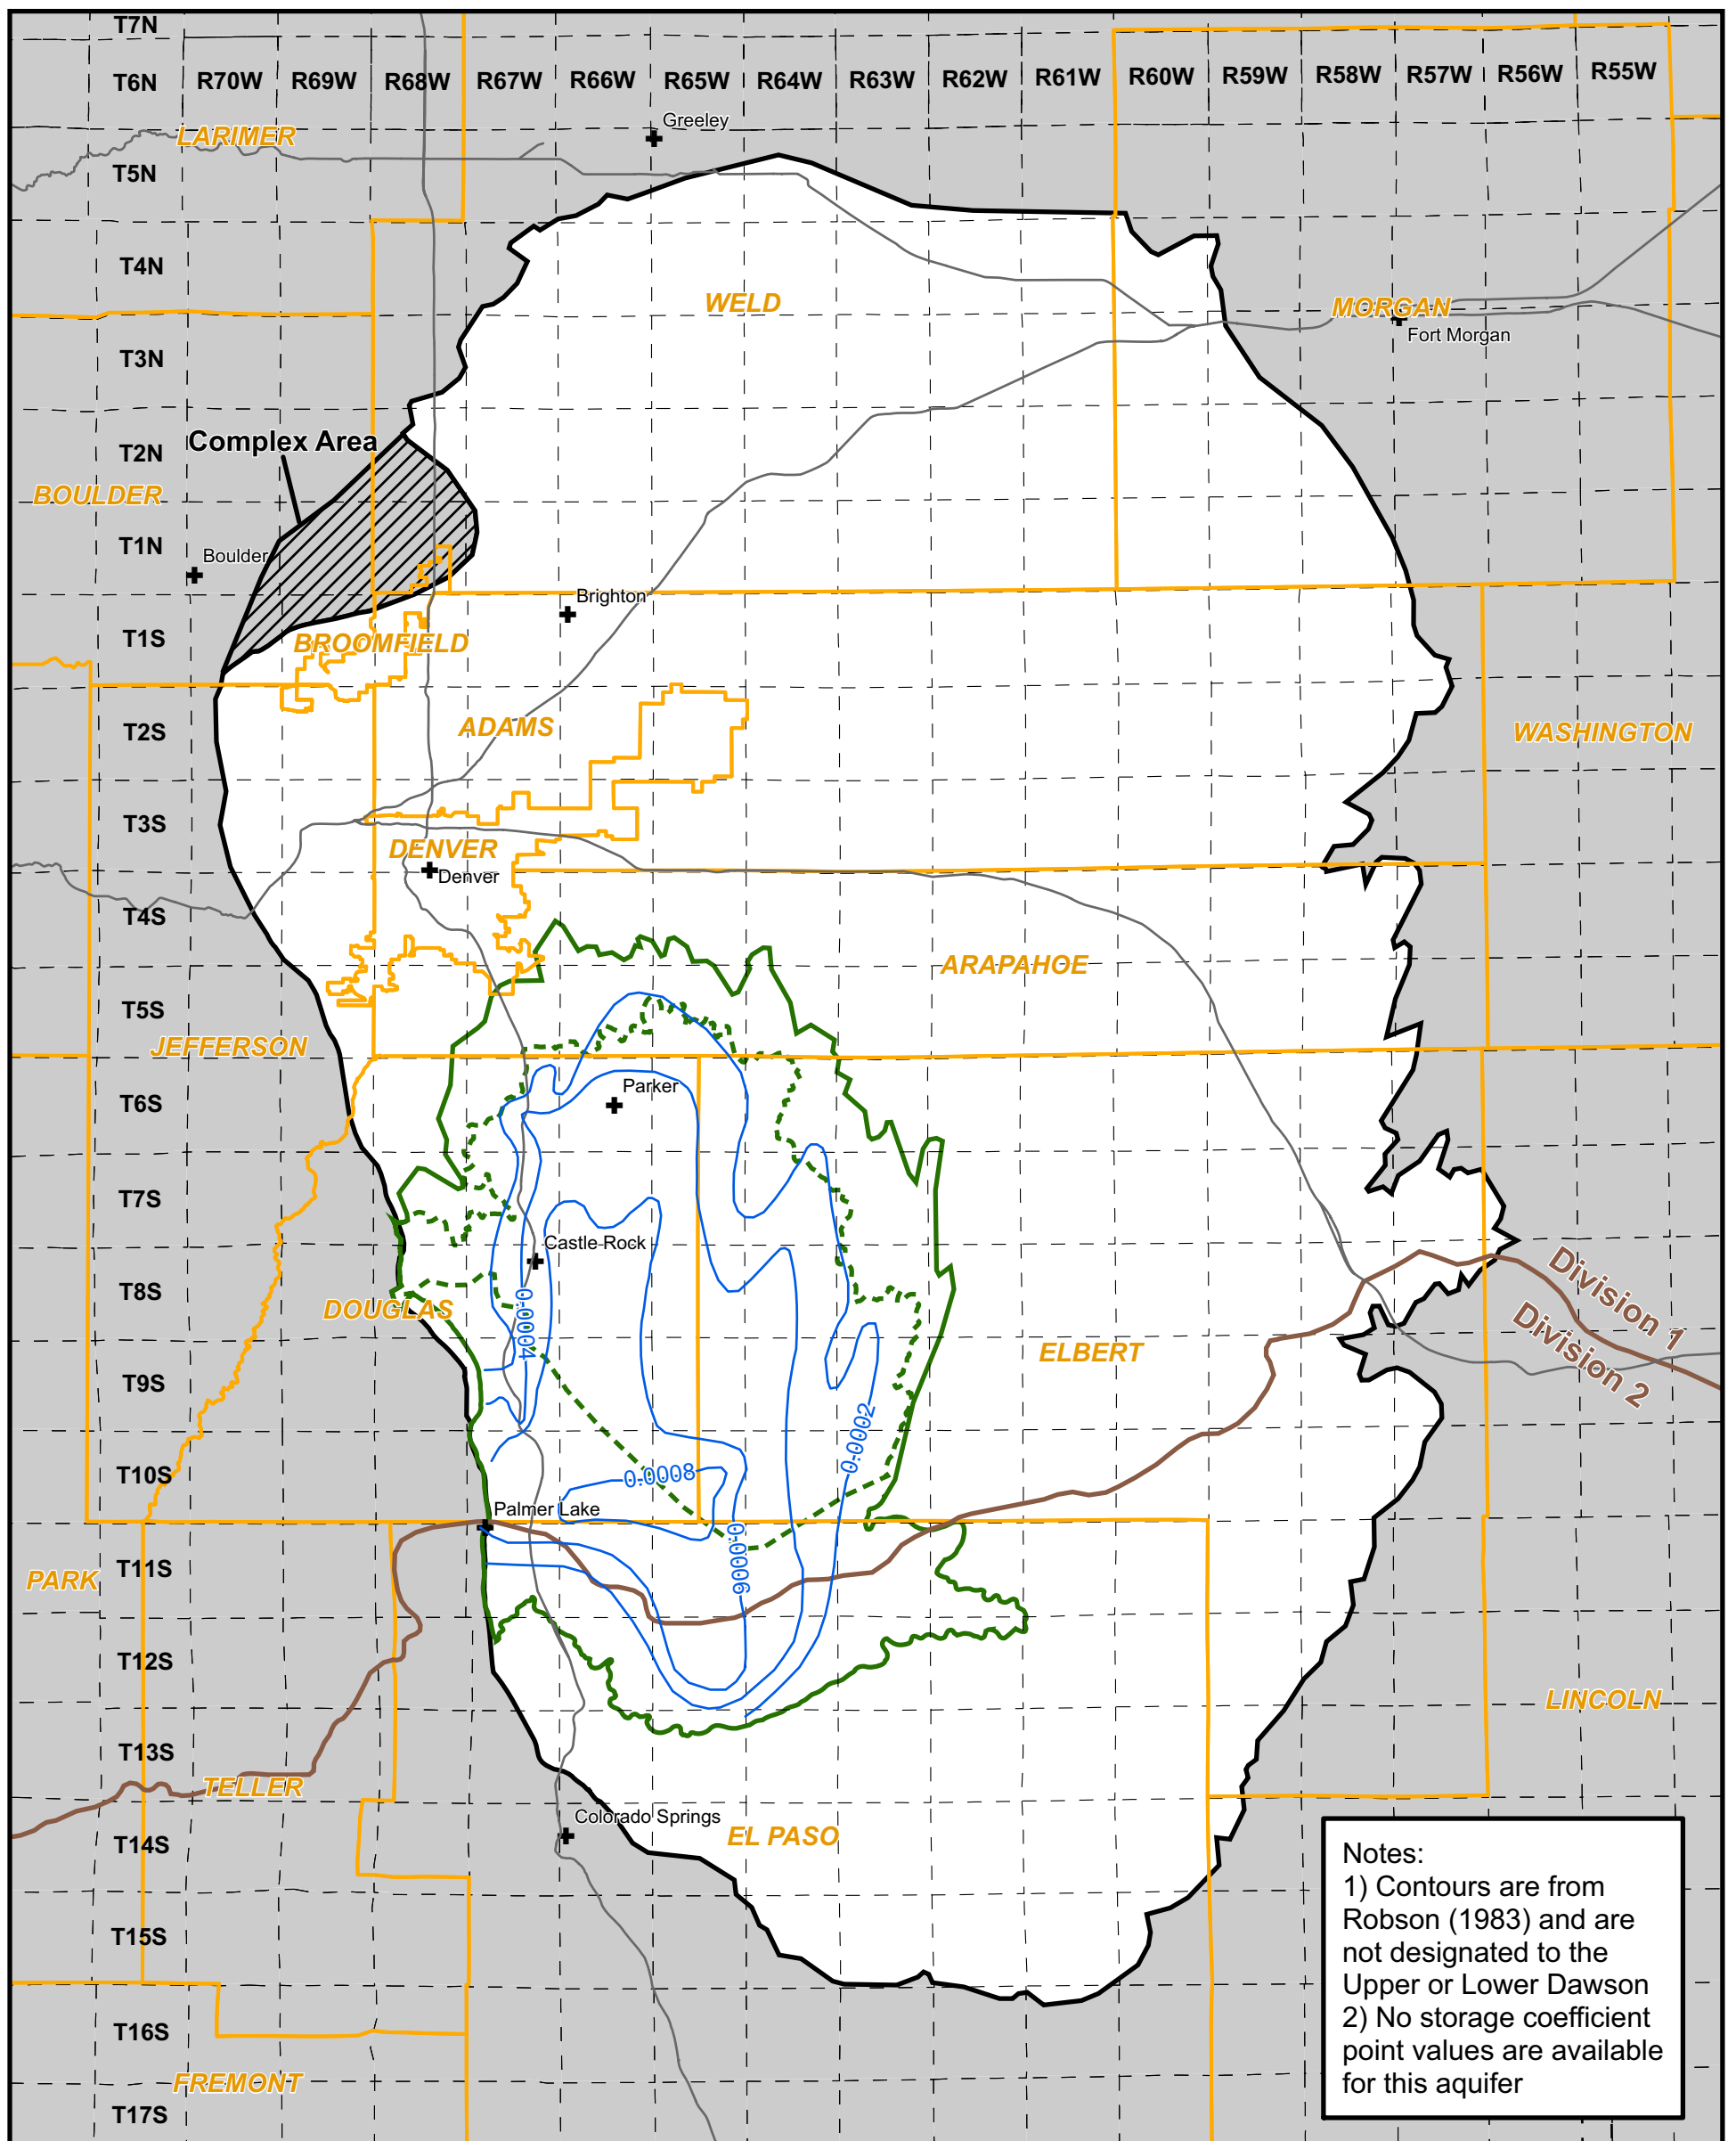 T7N
T6N R70W R69W R68W R67W R66W R65W R64W R63W R62W R61W R60W R59W R58W R57W R56W R55W
Greeley
LARIMER
T5N
T4N
WELD
MORGAN
Fort Morgan
T3N
Complex Area
T2N
BOULDER
T1N
Boulder
Brighton
T1S
BROOMFIELD
T2S
ADAMS
WASHINGTON
T3S
DENVER
Denver
T4S
ARAPAHOE
T5S
JEFFERSON
T6S
Parker
T7S
Castle Rock
T8S
DOUGLAS
0.0004
Division 1
Division 2
ELBERT
T9S
0.0002
T10S
0.0008
Palmer Lake
0.0006
T11S
PARK
T12S
LINCOLN
T13S
TELLER
Colorado Springs
T14S
EL PASO
T15S
T16S
FREMONT
T17S
Notes:
1) Contours are from
Robson (1983) and are
not designated to the
Upper or Lower Dawson
2) No storage coefficient
point values are available
for this aquifer